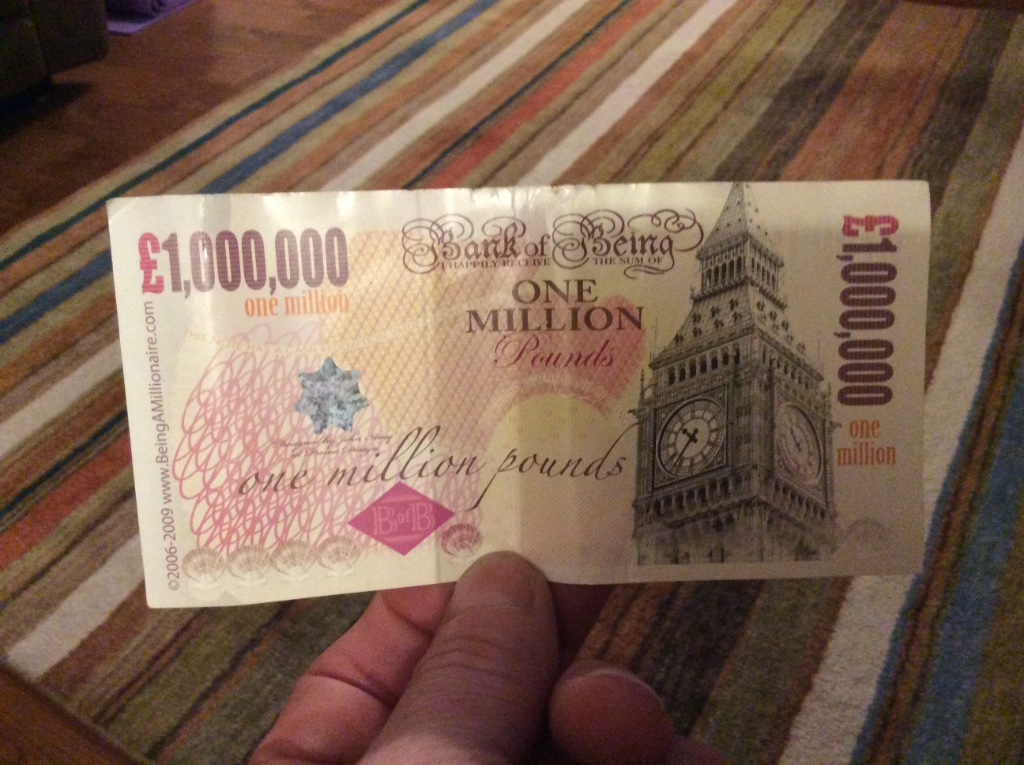 £1,000,000
one million
Bank of Being
I HAPPILY RECEIVE THE SUM OF
ONE
MILLION
Pounds
one million pounds
BofB
£1,000,000
one
million
©2006-2009 www.BeingAMillionaire.com